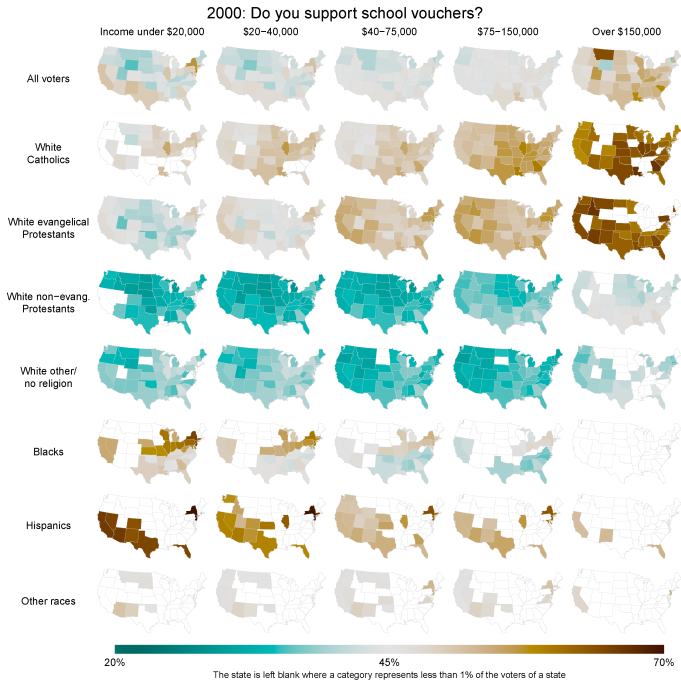 2000: Do you support school vouchers?
Income under $20,000 $20−40,000 $40−75,000 $75−150,000 Over $150,000
All voters
White
Catholics
White evangelical
Protestants
White non−evang.
Protestants
White other/
no religion
Blacks
Hispanics
Other races
20% 45% 70%
The state is left blank where a category represents less than 1% of the voters of a state